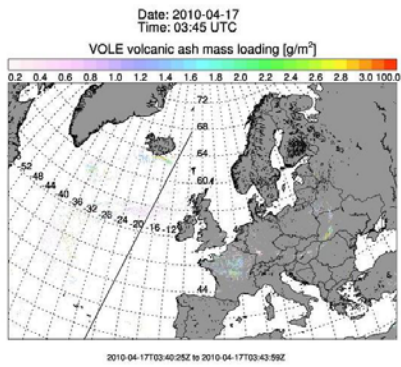 Date: 2010-04-17
Time: 03:45 UTC
VOLE volcanic ash mass loading [g/m²]
0.2 0.4 0.6 0.8 1.0 1.2 1.4 1.6 1.8 2.0 2.2 2.4 2.6 2.8 3.0 100.0
72
68
64
60
-52 -48 -44 -40 -36 -32 -28 -24 -20 -16 -12
44
2010-04-17T03:40:25Z to 2010-04-17T03:43:59Z